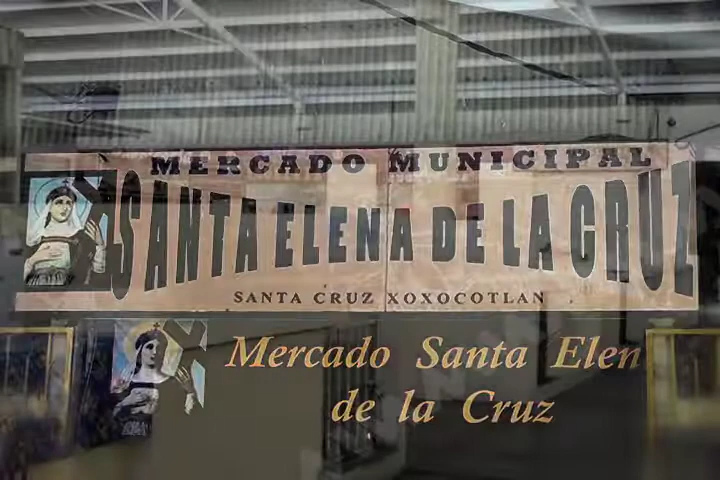 MERCADO MUNICIPAL
SANTA ELENA DE LA CRUZ
SANTA CRUZ XOXOCOTLAN
Mercado Santa Elen
de la Cruz